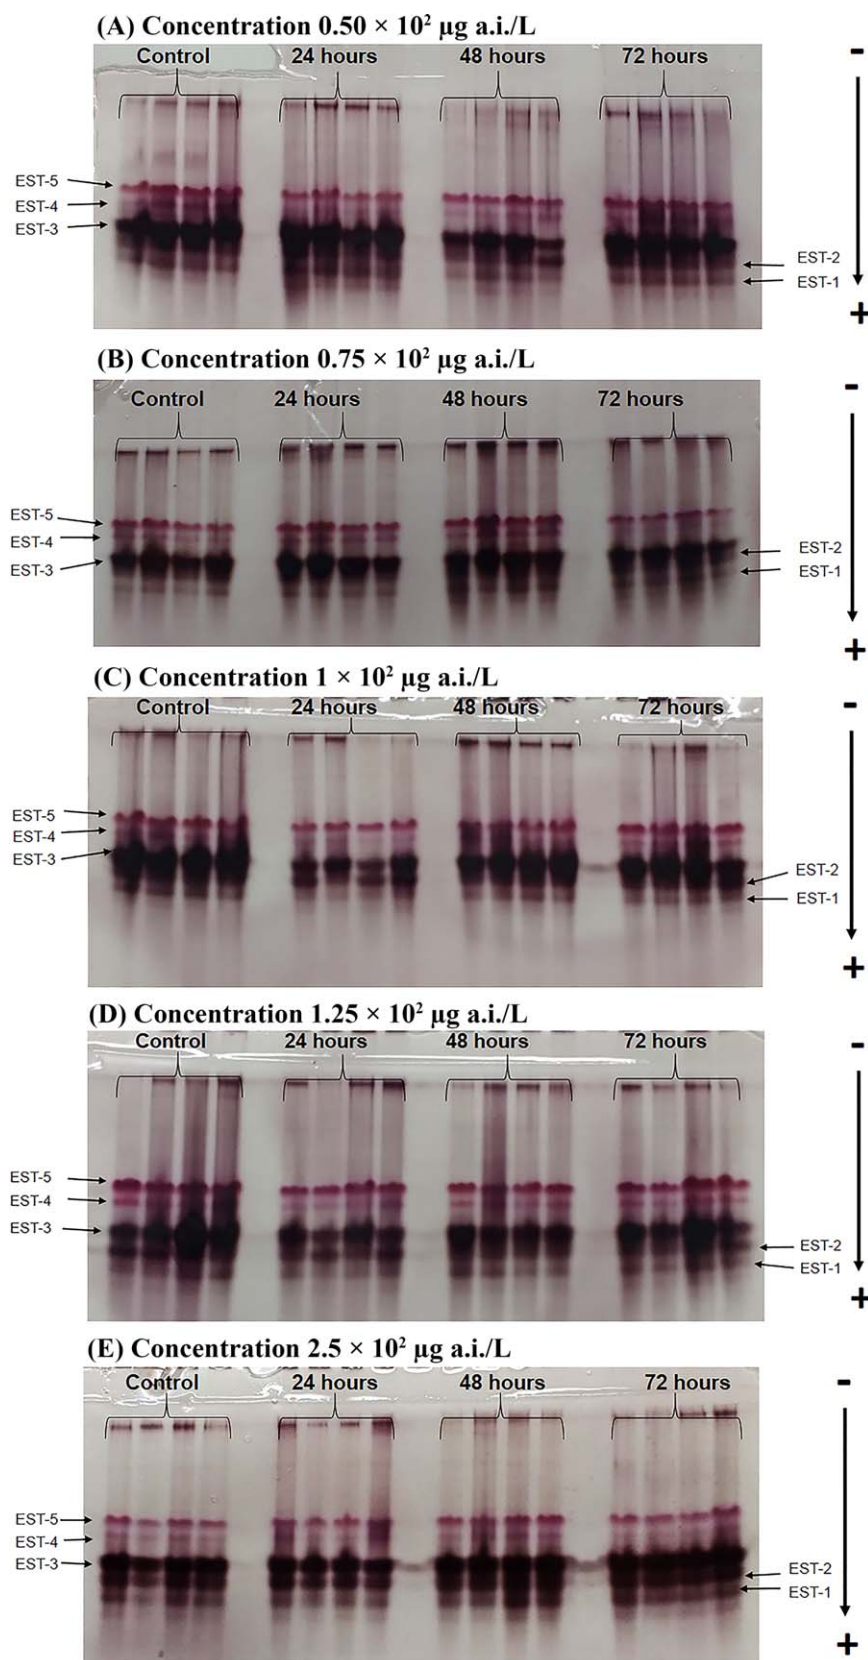 (A) Concentration 0.50 × 10² µg a.i./L
Control 24 hours 48 hours 72 hours
-
EST-5
EST-4
EST-3
EST-2
EST-1
+
(B) Concentration 0.75 × 10² µg a.i./L
Control 24 hours 48 hours 72 hours
-
EST-5
EST-4
EST-3
EST-2
EST-1
+
(C) Concentration 1 × 10² µg a.i./L
Control 24 hours 48 hours 72 hours
-
EST-5
EST-4
EST-3
EST-2
EST-1
+
(D) Concentration 1.25 × 10² µg a.i./L
Control 24 hours 48 hours 72 hours
-
EST-5
EST-4
EST-3
EST-2
EST-1
+
(E) Concentration 2.5 × 10² µg a.i./L
Control 24 hours 48 hours 72 hours
-
EST-5
EST-4
EST-3
EST-2
EST-1
+